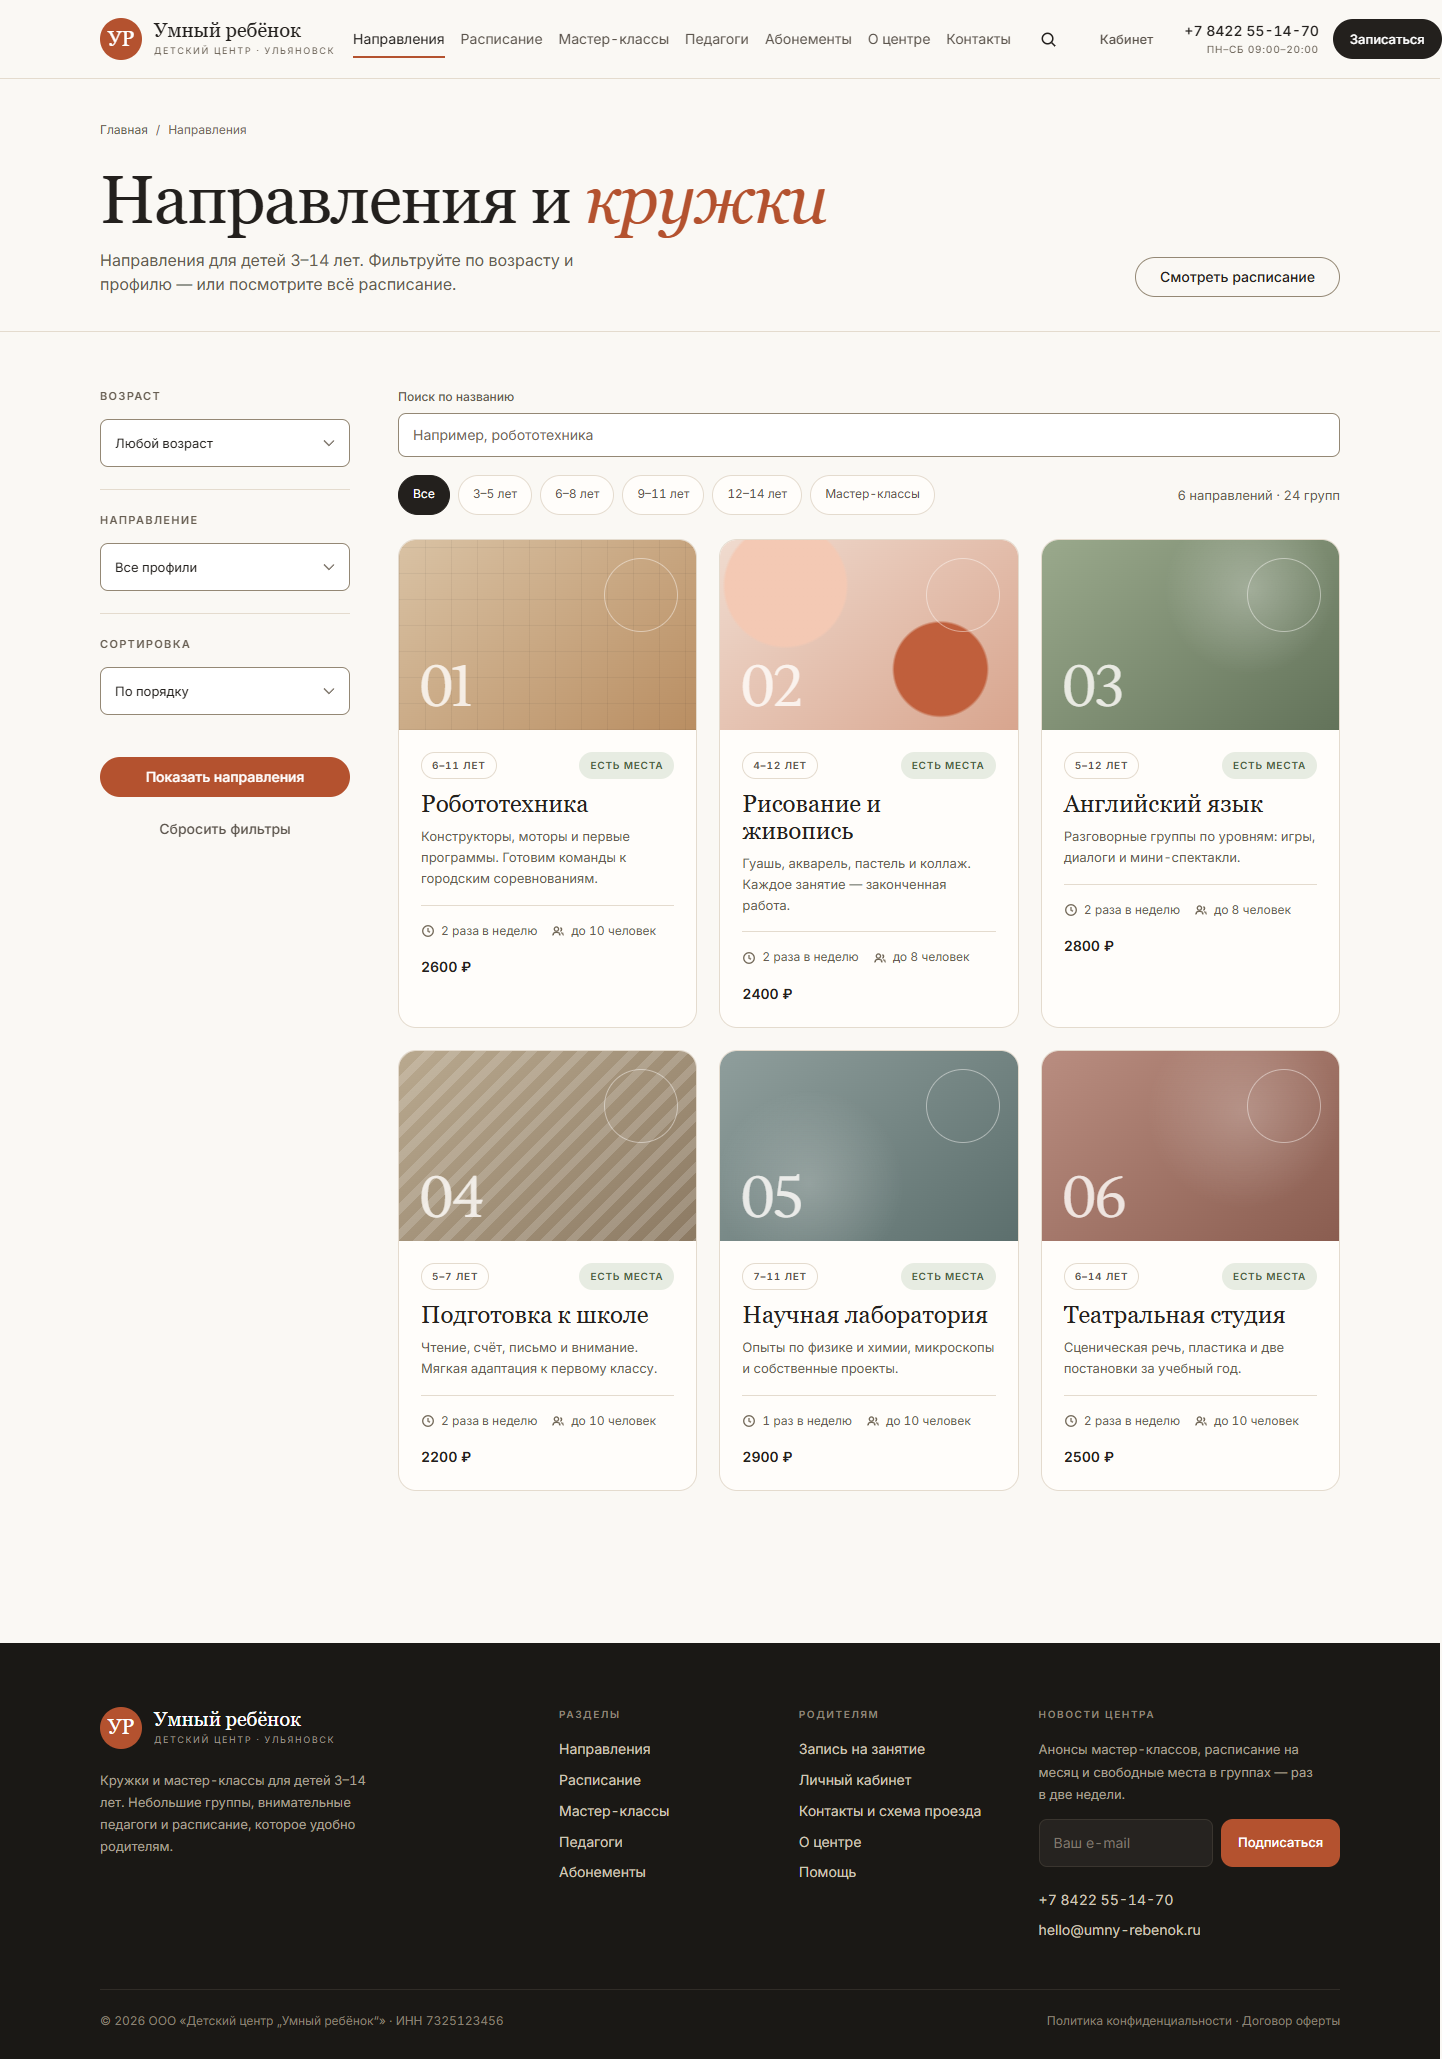 УР
Умный ребёнок
ДЕТСКИЙ ЦЕНТР · УЛЬЯНОВСК
Направления
Расписание
Мастер-классы
Педагоги
Абонементы
О центре
Контакты
Кабинет
+7 8422 55-14-70
ПН–СБ 09:00–20:00
Записаться
Главная / Направления
Направления и кружки
Направления для детей 3–14 лет. Фильтруйте по возрасту и
профилю — или посмотрите всё расписание.
Смотреть расписание
ВОЗРАСТ
Любой возраст
НАПРАВЛЕНИЕ
Все профили
СОРТИРОВКА
По порядку
Показать направления
Сбросить фильтры
Поиск по названию
Например, робототехника
Все
3–5 лет
6–8 лет
9–11 лет
12–14 лет
Мастер-классы
6 направлений · 24 групп
01
6–11 ЛЕТ
ЕСТЬ МЕСТА
Робототехника
Конструкторы, моторы и первые
программы. Готовим команды к
городским соревнованиям.
2 раза в неделю
до 10 человек
2600 ₽
02
4–12 ЛЕТ
ЕСТЬ МЕСТА
Рисование и
живопись
Гуашь, акварель, пастель и коллаж.
Каждое занятие — законченная
работа.
2 раза в неделю
до 8 человек
2400 ₽
03
5–12 ЛЕТ
ЕСТЬ МЕСТА
Английский язык
Разговорные группы по уровням: игры,
диалоги и мини-спектакли.
2 раза в неделю
до 8 человек
2800 ₽
04
5–7 ЛЕТ
ЕСТЬ МЕСТА
Подготовка к школе
Чтение, счёт, письмо и внимание.
Мягкая адаптация к первому классу.
2 раза в неделю
до 10 человек
2200 ₽
05
7–11 ЛЕТ
ЕСТЬ МЕСТА
Научная лаборатория
Опыты по физике и химии, микроскопы
и собственные проекты.
1 раз в неделю
до 10 человек
2900 ₽
06
6–14 ЛЕТ
ЕСТЬ МЕСТА
Театральная студия
Сценическая речь, пластика и две
постановки за учебный год.
2 раза в неделю
до 10 человек
2500 ₽
УР
Умный ребёнок
ДЕТСКИЙ ЦЕНТР · УЛЬЯНОВСК
Кружки и мастер-классы для детей 3–14
лет. Небольшие группы, внимательные
педагоги и расписание, которое удобно
родителям.
РАЗДЕЛЫ
Направления
Расписание
Мастер-классы
Педагоги
Абонементы
РОДИТЕЛЯМ
Запись на занятие
Личный кабинет
Контакты и схема проезда
О центре
Помощь
НОВОСТИ ЦЕНТРА
Анонсы мастер-классов, расписание на
месяц и свободные места в группах — раз
в две недели.
Ваш e-mail
Подписаться
+7 8422 55-14-70
hello@umny-rebenok.ru
© 2026 ООО «Детский центр „Умный ребёнок“» · ИНН 7325123456
Политика конфиденциальности · Договор оферты